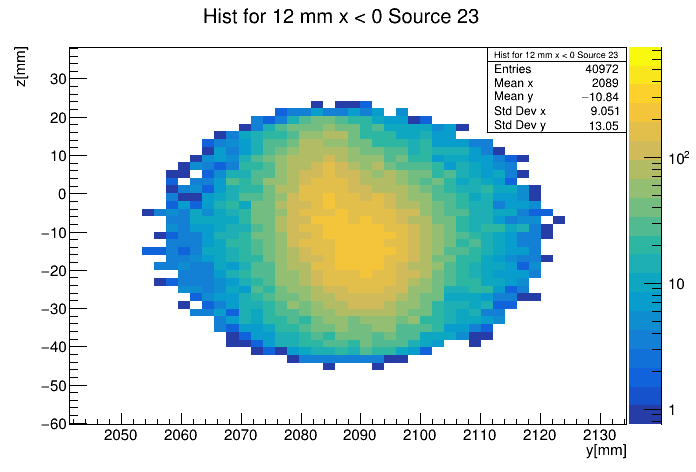 Hist for 12 mm x < 0 Source 23
z[mm]
Hist for 12 mm x < 0 Source 23
Entries 40972
Mean x 2089
Mean y −10.84
Std Dev x 9.051
Std Dev y 13.05
30
20
10
0
−10
−20
−30
−40
−50
−60
10²
10
1
2050 2060 2070 2080 2090 2100 2110 2120 2130
y[mm]